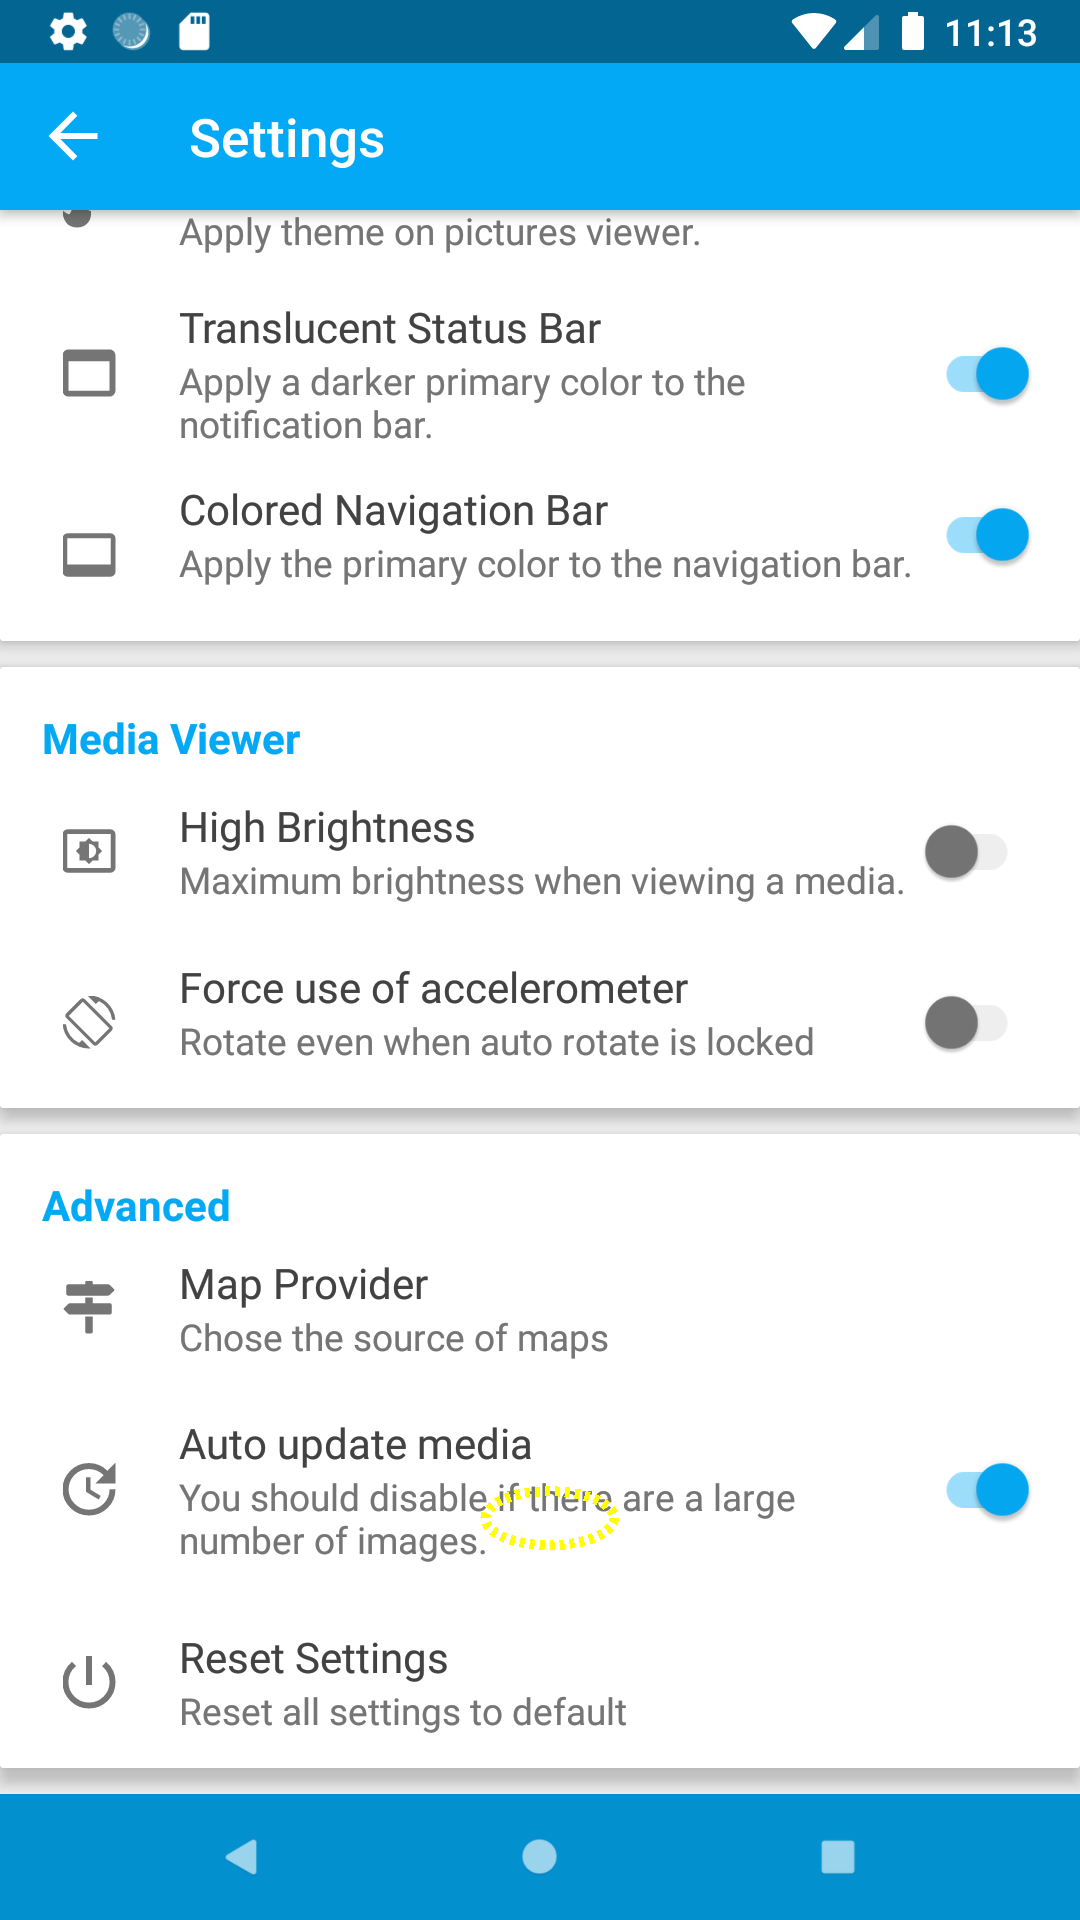 11:13
Settings
Apply theme on pictures viewer.
Translucent Status Bar
Apply a darker primary color to the
notification bar.
Colored Navigation Bar
Apply the primary color to the navigation bar.
Media Viewer
High Brightness
Maximum brightness when viewing a media.
Force use of accelerometer
Rotate even when auto rotate is locked
Advanced
Map Provider
Chose the source of maps
Auto update media
You should disable if there are a large
number of images.
Reset Settings
Reset all settings to default